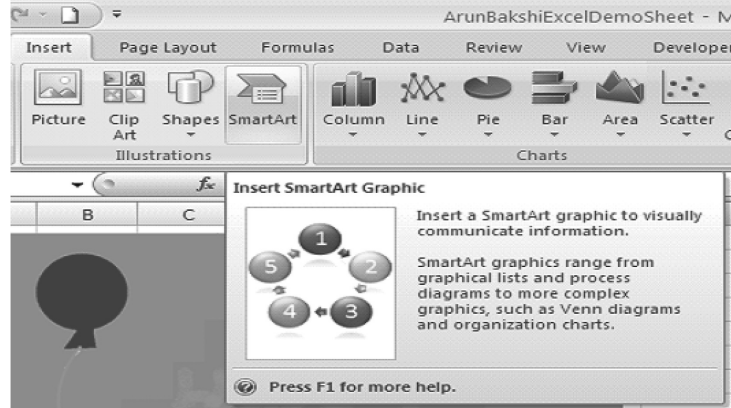 ArunBakshiExcelDemoSheet - M
Insert Page Layout Formulas Data Review View Developer
Picture Clip Art Shapes SmartArt Column Line Pie Bar Area Scatter
Illustrations Charts
fx
Insert SmartArt Graphic
B C
Insert a SmartArt graphic to visually
communicate information.
SmartArt graphics range from
graphical lists and process
diagrams to more complex
graphics, such as Venn diagrams
and organization charts.
1
5 2
4 3
Press F1 for more help.